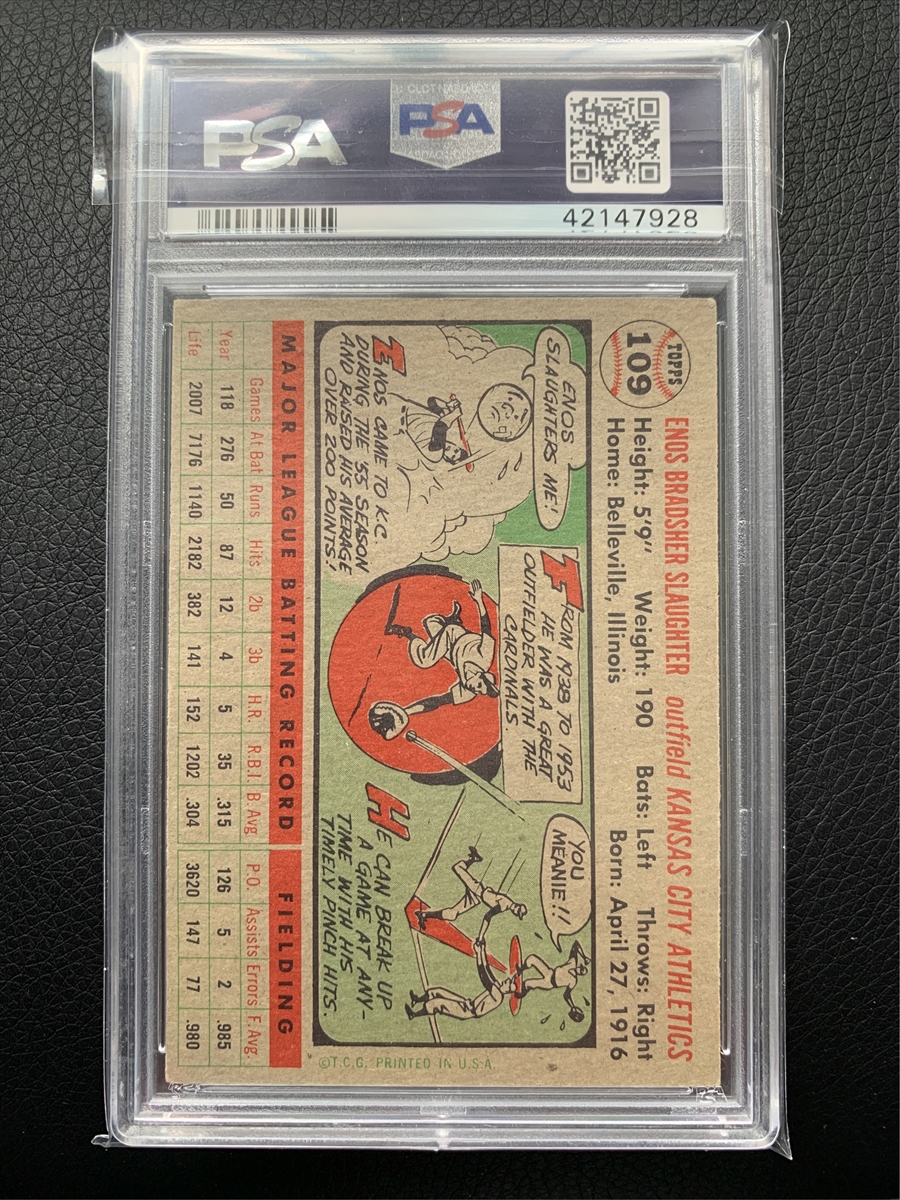 PSA
PSA
42147928
TOPPS
109
ENOS BRADSHER SLAUGHTER outfield KANSAS CITY ATHLETICS
Height: 5'9" Weight: 190 Bats: Left Throws: Right
Home: Belleville, Illinois Born: April 27, 1916
ENOS
SLAUGHTERS ME!
ENOS CAME TO K.C.
DURING THE '55 SEASON
AND RAISED HIS AVERAGE
OVER 200 POINTS!
FROM 1938 TO 1953
HE WAS A GREAT
OUTFIELDER WITH THE
CARDINALS.
YOU
MEANIE!!
HE CAN BREAK UP
A GAME AT ANY-
TIME WITH HIS
TIMELY PINCH HITS.
MAJOR LEAGUE BATTING RECORD FIELDING
Games At Bat Runs Hits 2b 3b H.R. R.B.I. B. Avg P.O. Assists Errors F. Avg.
Year 118 276 50 87 12 4 5 35 .315 126 5 2 .985
Life 2007 7176 1140 2182 382 141 152 1202 .304 3620 147 77 .980
©T.C.G. PRINTED IN U.S.A.